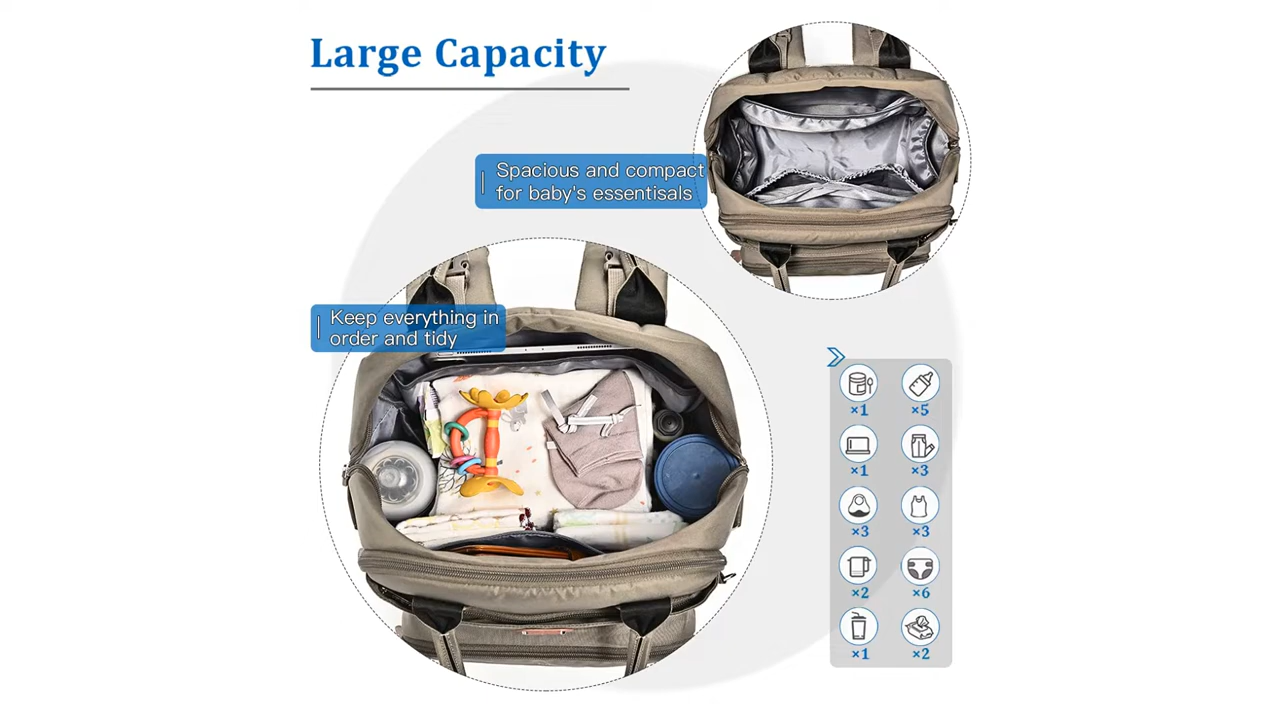 Large Capacity
Spacious and compact
for baby's essentisals
Keep everything in
order and tidy
×1 ×5
×1 ×3
×3 ×3
×2 ×6
×1 ×2